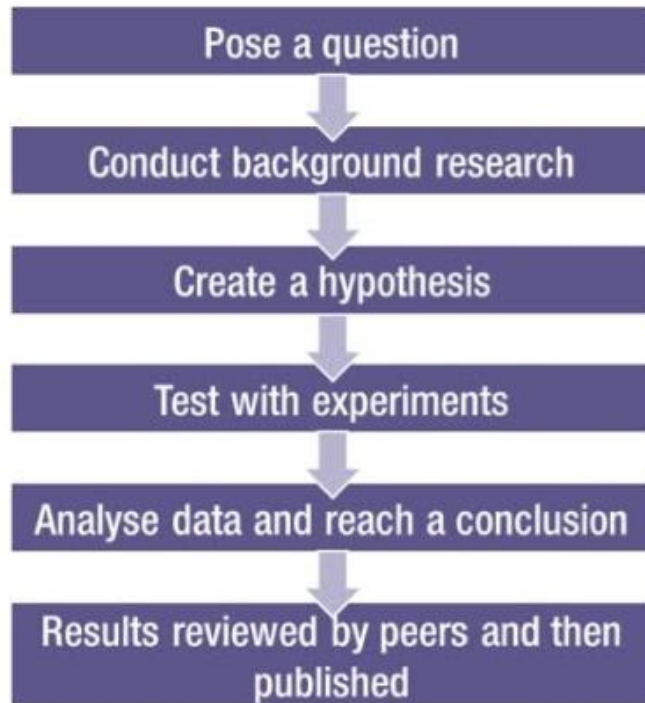 Pose a question
Conduct background research
Create a hypothesis
Test with experiments
Analyse data and reach a conclusion
Results reviewed by peers and then
published